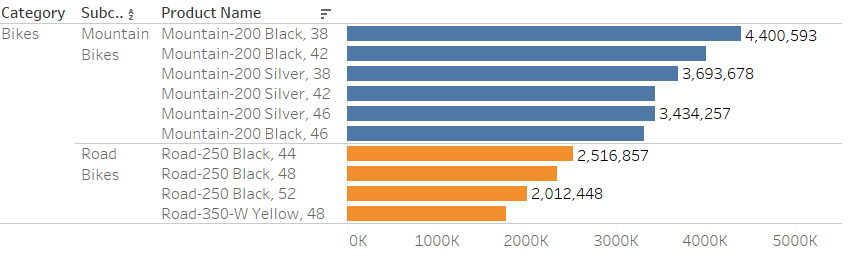 Category Subc.. Product Name
Bikes Mountain Bikes Mountain-200 Black, 38 4,400,593
Mountain-200 Black, 42
Mountain-200 Silver, 38 3,693,678
Mountain-200 Silver, 42
Mountain-200 Silver, 46 3,434,257
Mountain-200 Black, 46
Road Bikes Road-250 Black, 44 2,516,857
Road-250 Black, 48
Road-250 Black, 52 2,012,448
Road-350-W Yellow, 48
0K 1000K 2000K 3000K 4000K 5000K